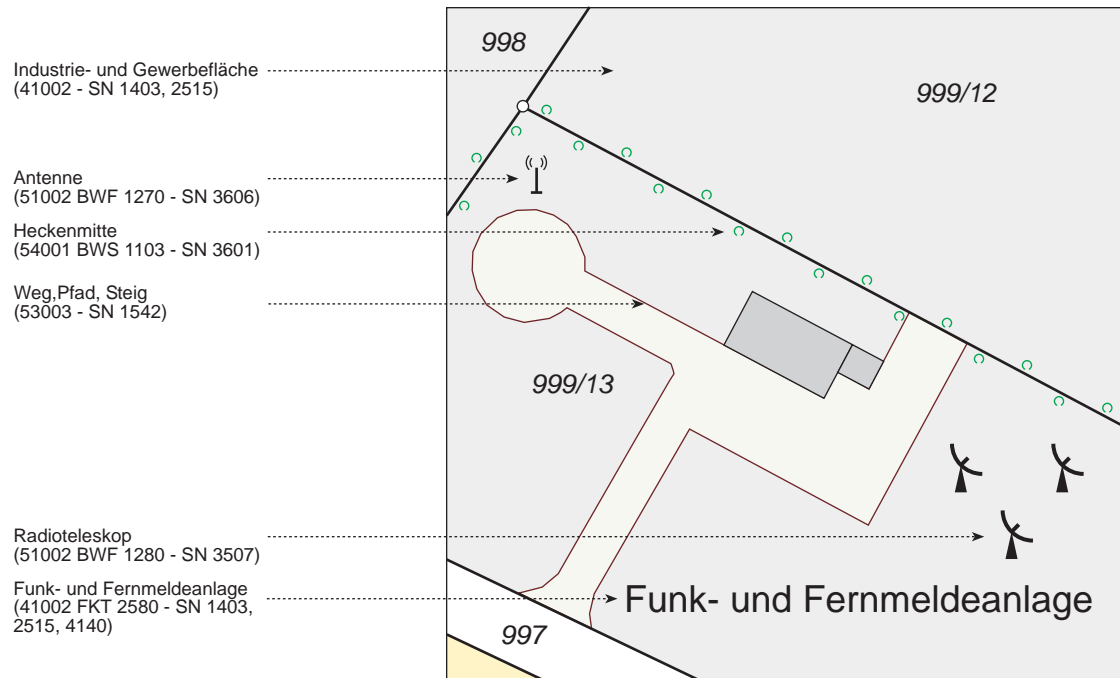 Industrie- und Gewerbefläche
(41002 - SN 1403, 2515)
Antenne
(51002 BWF 1270 - SN 3606)
Heckenmitte
(54001 BWS 1103 - SN 3601)
Weg,Pfad, Steig
(53003 - SN 1542)
Radioteleskop
(51002 BWF 1280 - SN 3507)
Funk- und Fernmeldeanlage
(41002 FKT 2580 - SN 1403,
2515, 4140)
998
999/12
999/13
Funk- und Fernmeldeanlage
997